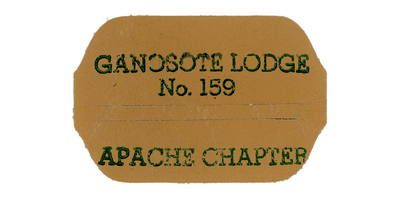 GANOSOTE LODGE
No. 159
APACHE CHAPTER